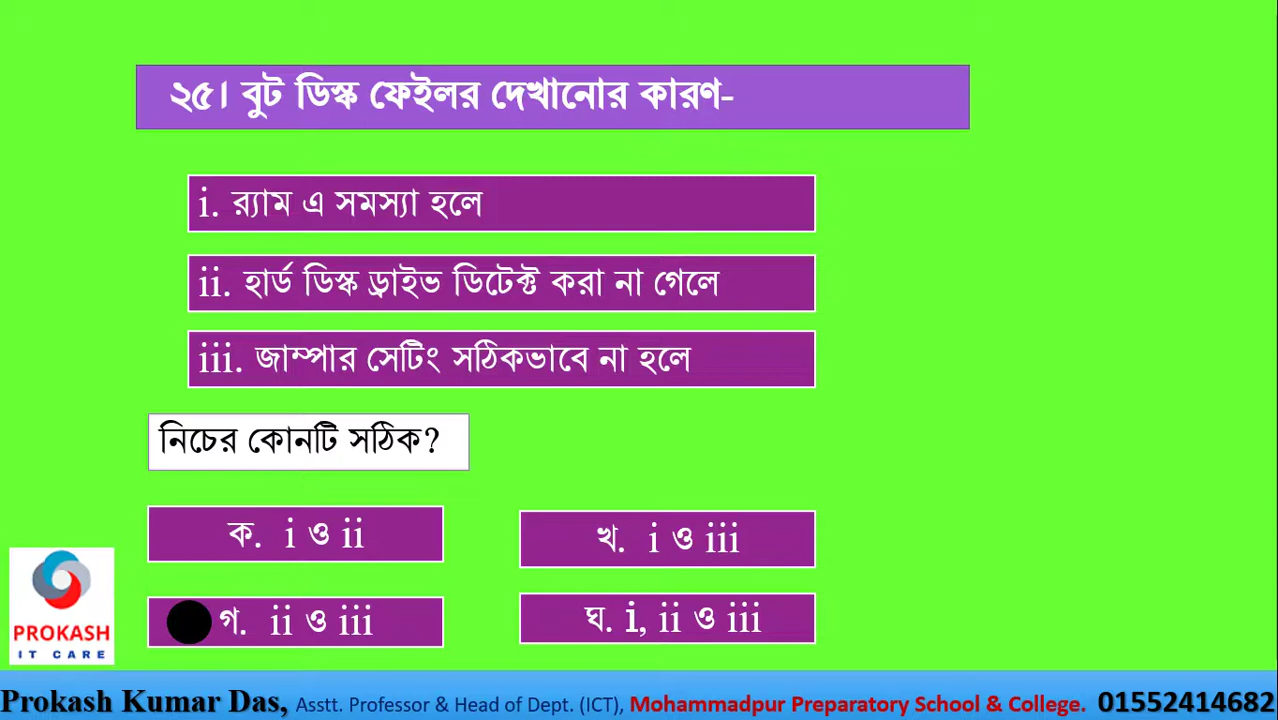 ২৫। বুট ডিস্ক ফেইলর দেখানোর কারণ-
i. র‍্যাম এ সমস্যা হলে
ii. হার্ড ডিস্ক ড্রাইভ ডিটেক্ট করা না গেলে
iii. জাম্পার সেটিং সঠিকভাবে না হলে
নিচের কোনটি সঠিক?
ক. i ও ii
খ. i ও iii
গ. ii ও iii
ঘ. i, ii ও iii
PROKASH
IT CARE
Prokash Kumar Das, Asstt. Professor & Head of Dept. (ICT), Mohammadpur Preparatory School & College. 01552414682